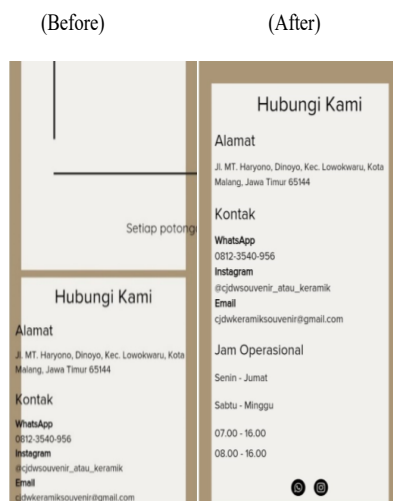 (Before)
(After)
Setiap potong
Hubungi Kami
Alamat
Jl. MT. Haryono, Dinoyo, Kec. Lowokwaru, Kota
Malang, Jawa Timur 65144
Kontak
WhatsApp
0812-3540-956
Instagram
@cjdwsouvenir_atau_keramik
Email
cjdwkeramiksouvenir@gmail.com
Hubungi Kami
Alamat
Jl. MT. Haryono, Dinoyo, Kec. Lowokwaru, Kota
Malang, Jawa Timur 65144
Kontak
WhatsApp
0812-3540-956
Instagram
@cjdwsouvenir_atau_keramik
Email
cjdwkeramiksouvenir@gmail.com
Jam Operasional
Senin - Jumat
Sabtu - Minggu
07.00 - 16.00
08.00 - 16.00